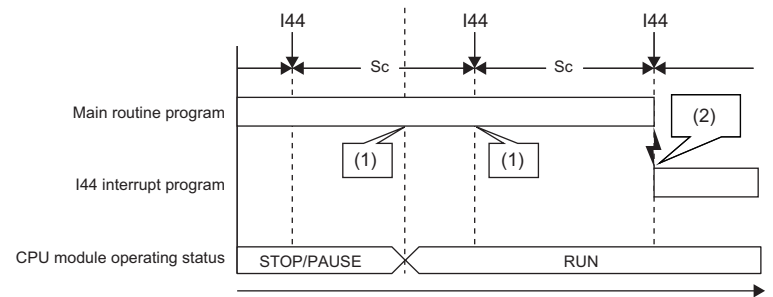 I44 I44 I44
Sc Sc
Main routine program
(1) (1) (2)
I44 interrupt program
CPU module operating status STOP/PAUSE RUN